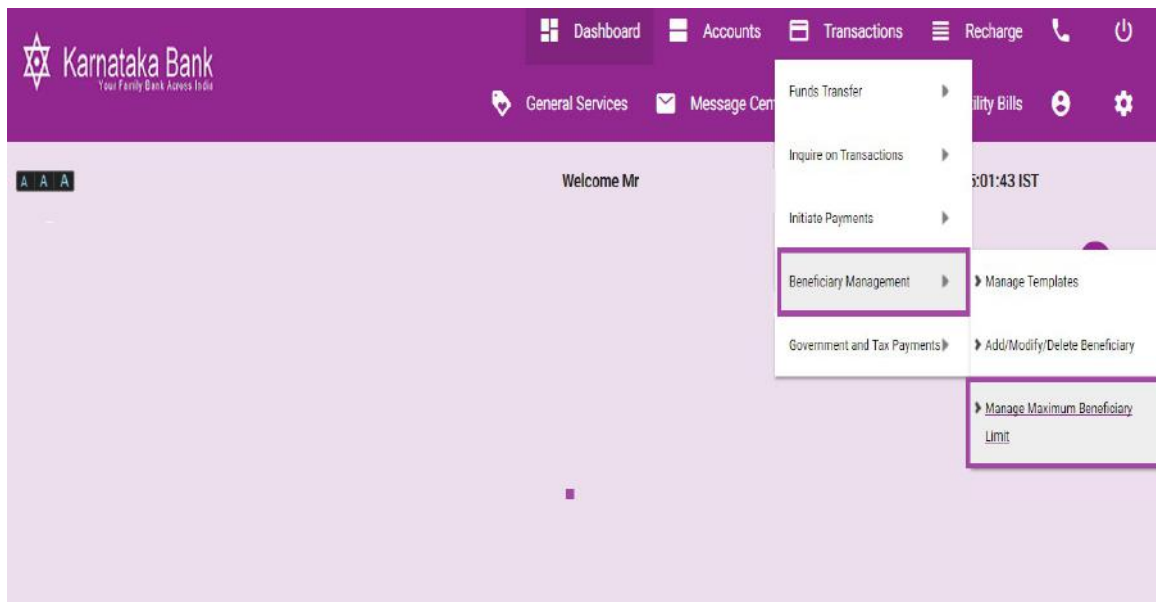 Karnataka Bank
Your Family Bank Across India
Dashboard
Accounts
Transactions
Recharge
General Services
Message Cen
ility Bills
A A A
Welcome Mr
5:01:43 IST
Funds Transfer
Inquire on Transactions
Initiate Payments
Beneficiary Management
Government and Tax Payments
Manage Templates
Add/Modify/Delete Beneficiary
Manage Maximum Beneficiary
Limit